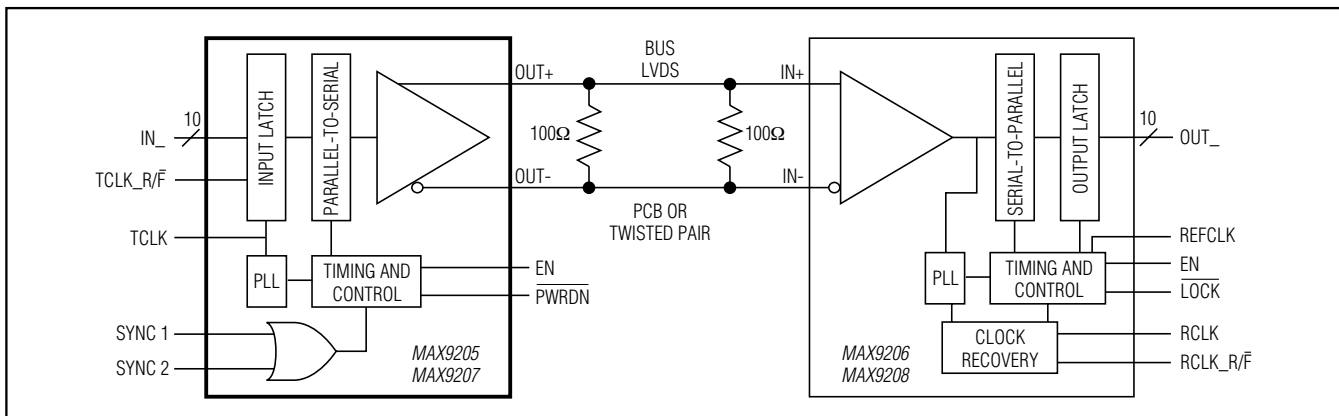 BUS
LVDS
OUT+
IN+
10
IN_
TCLK_R/F̅
TCLK
INPUT LATCH
PARALLEL-TO-SERIAL
100Ω
100Ω
SERIAL-TO-PARALLEL
OUTPUT LATCH
10
OUT_
OUT-
IN-
PCB OR
TWISTED PAIR
PLL
TIMING AND
CONTROL
EN
P̅W̅R̅D̅N̅
SYNC 1
SYNC 2
MAX9205
MAX9207
PLL
TIMING AND
CONTROL
REFCLK
EN
L̅O̅C̅K̅
CLOCK
RECOVERY
RCLK
RCLK_R/F̅
MAX9206
MAX9208